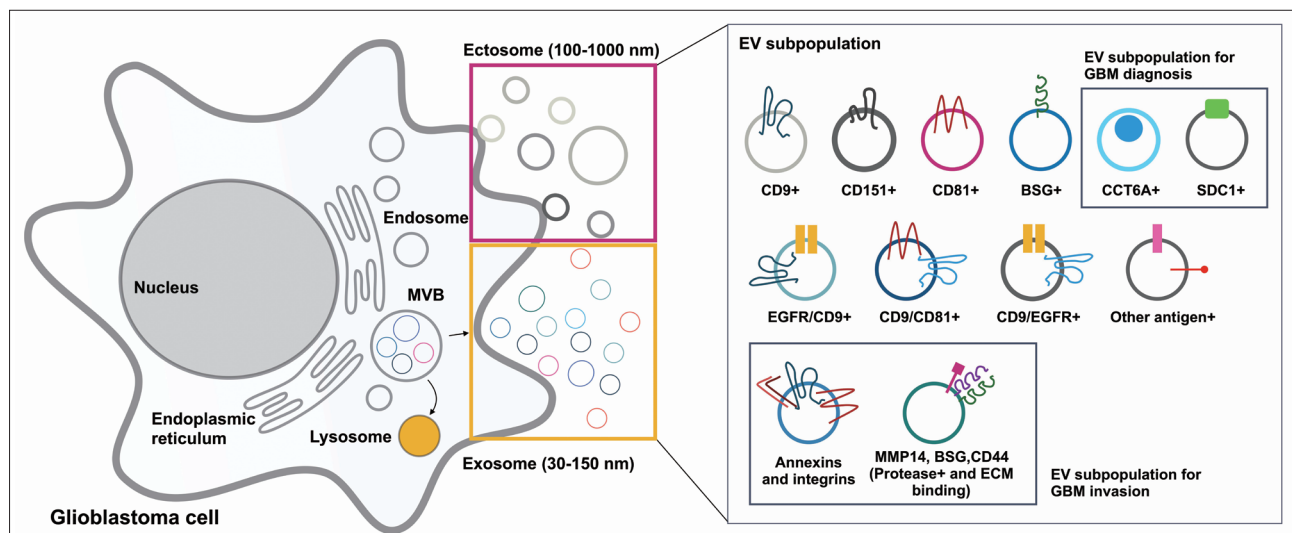 Ectosome (100-1000 nm)
Endosome
Nucleus
MVB
Endoplasmic
reticulum
Lysosome
Exosome (30-150 nm)
Glioblastoma cell
EV subpopulation
EV subpopulation for
GBM diagnosis
CD9+
CD151+
CD81+
BSG+
CCT6A+
SDC1+
EGFR/CD9+
CD9/CD81+
CD9/EGFR+
Other antigen+
Annexins
and integrins
MMP14, BSG,CD44
(Protease+ and ECM
binding)
EV subpopulation for
GBM invasion